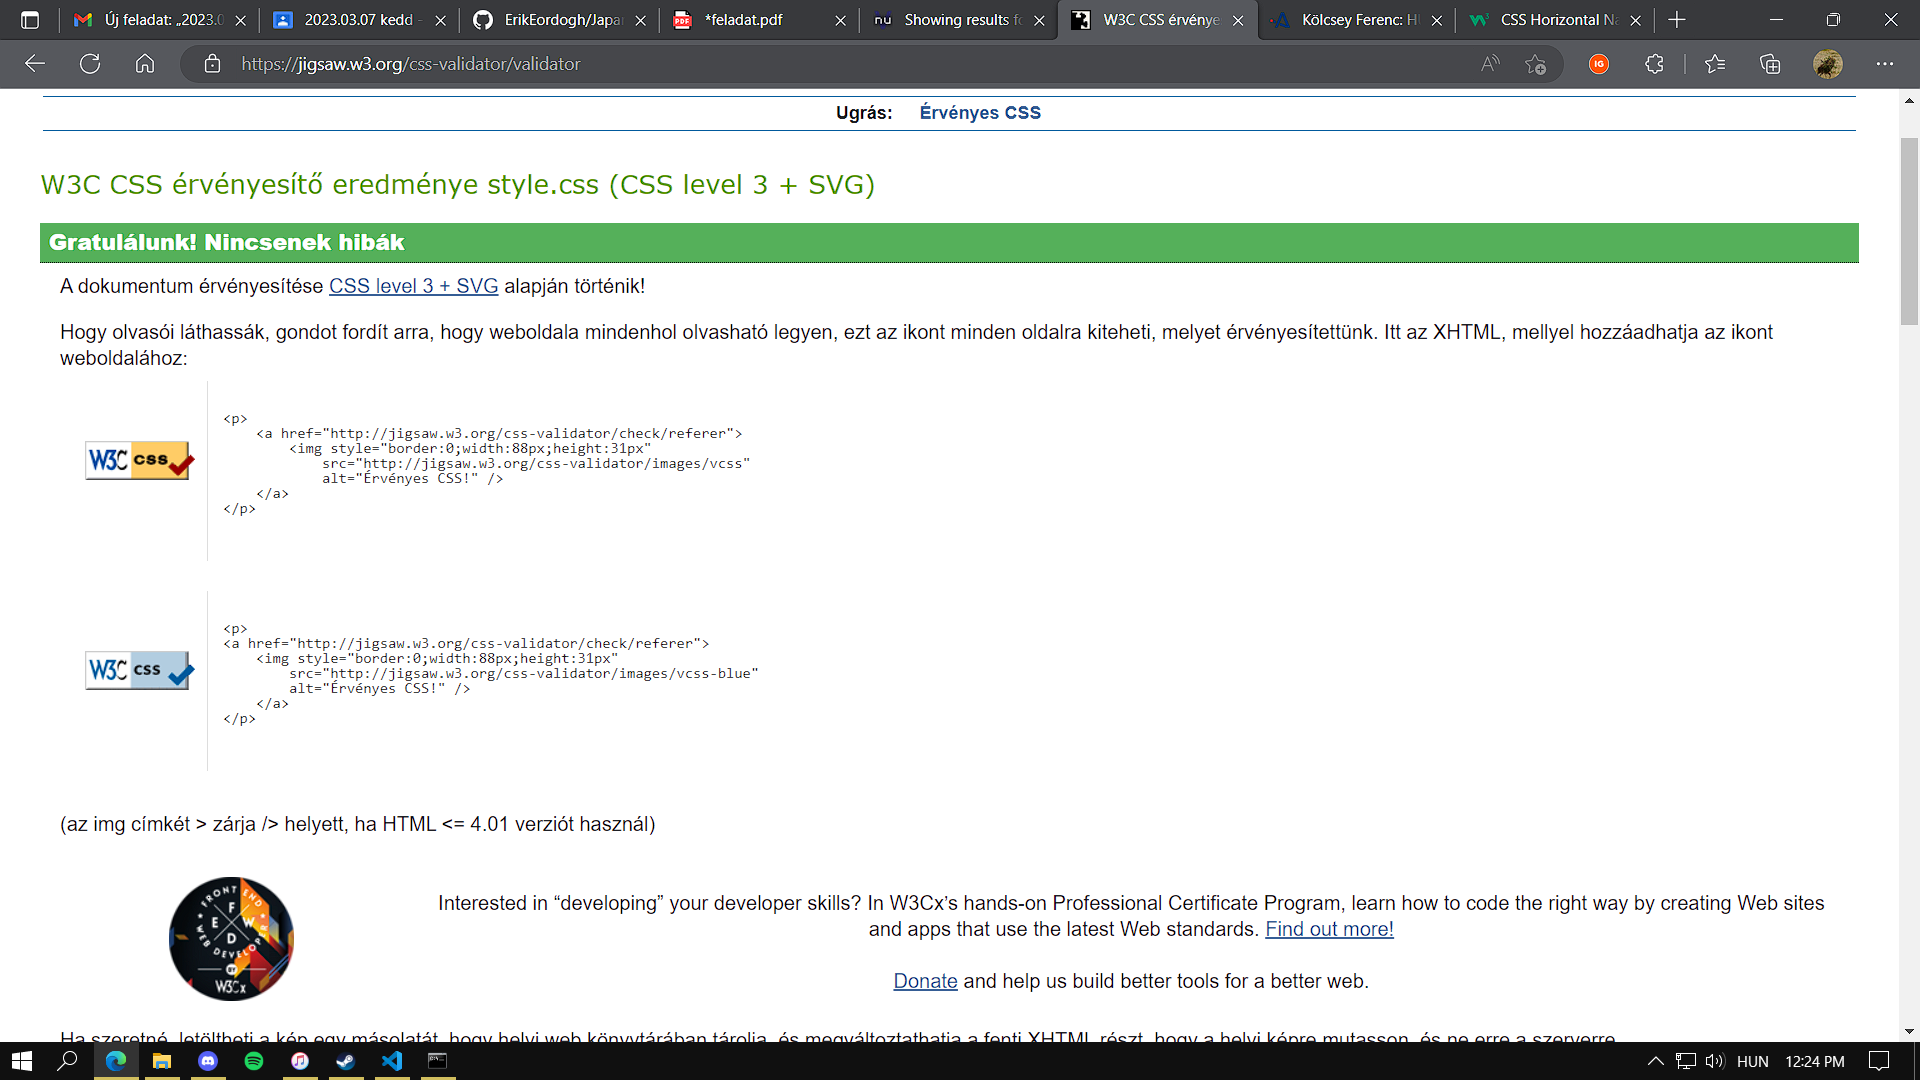 Új feladat: „2023.0
2023.03.07 kedd -
ErikEordogh/Japan
*feladat.pdf
nu
Showing results fo
W3C CSS érvénye
Kölcsey Ferenc: H
CSS Horizontal Na
https://jigsaw.w3.org/css-validator/validator
IG
Ugrás: Érvényes CSS
W3C CSS érvényesítő eredménye style.css (CSS level 3 + SVG)
Gratulálunk! Nincsenek hibák
A dokumentum érvényesítése CSS level 3 + SVG alapján történik!
Hogy olvasói láthassák, gondot fordít arra, hogy weboldala mindenhol olvasható legyen, ezt az ikont minden oldalra kiteheti, melyet érvényesítettünk. Itt az XHTML, mellyel hozzáadhatja az ikont
weboldalához:
W3C css
<p>
<a href="http://jigsaw.w3.org/css-validator/check/referer">
<img style="border:0;width:88px;height:31px"
src="http://jigsaw.w3.org/css-validator/images/vcss"
alt="Érvényes CSS!" />
</a>
</p>
W3C css
<p>
<a href="http://jigsaw.w3.org/css-validator/check/referer">
<img style="border:0;width:88px;height:31px"
src="http://jigsaw.w3.org/css-validator/images/vcss-blue"
alt="Érvényes CSS!" />
</a>
</p>
(az img címkét > zárja /> helyett, ha HTML <= 4.01 verziót használ)
FRONT END
F E W D
WEB DEVELOPER
BY
W3Cx
Interested in “developing” your developer skills? In W3Cx’s hands-on Professional Certificate Program, learn how to code the right way by creating Web sites
and apps that use the latest Web standards. Find out more!
Donate and help us build better tools for a better web.
Ha szeretné, letöltheti a kép egy másolatát, hogy helyi web könyvtárában tárolja, és megváltoztathatja a fenti XHTML részt, hogy a helyi képre mutasson, és ne erre a szerverre.
HUN
12:24 PM